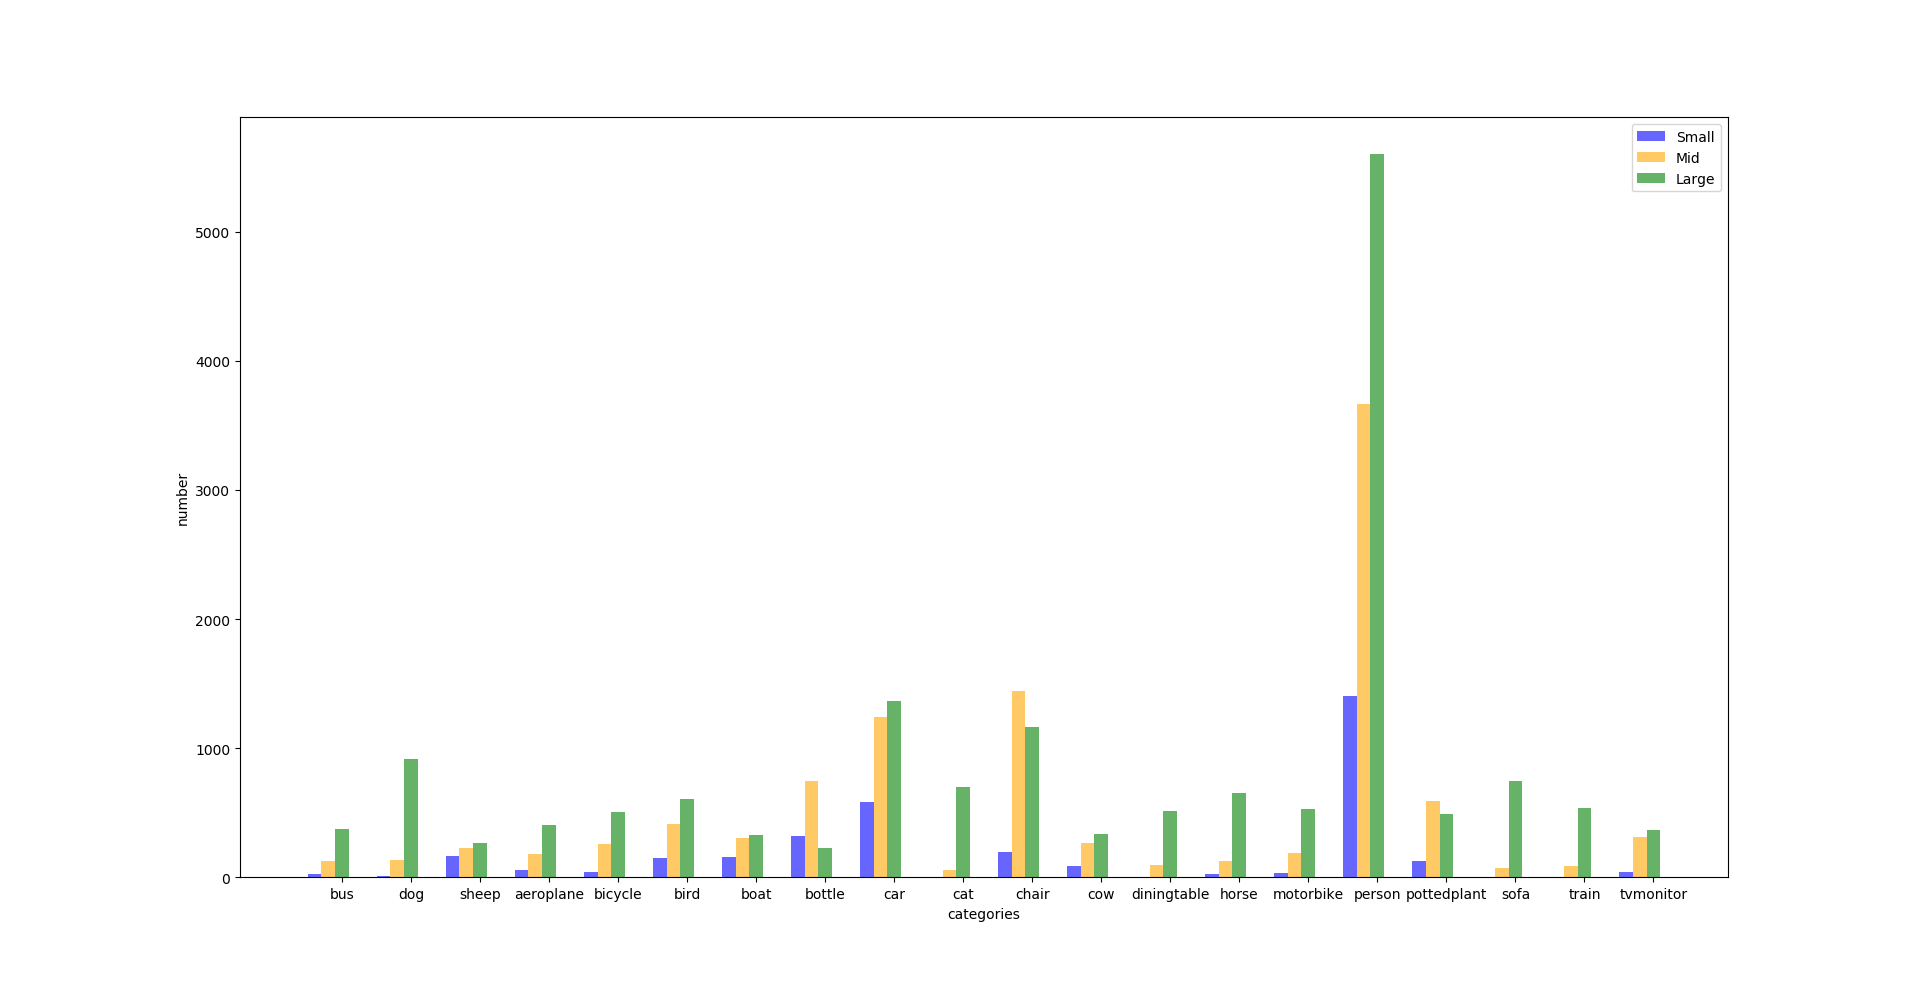 Small
Mid
Large
5000
4000
3000
2000
1000
0
number
bus dog sheep aeroplane bicycle bird boat bottle car cat chair cow diningtable horse motorbike person pottedplant sofa train tvmonitor
categories